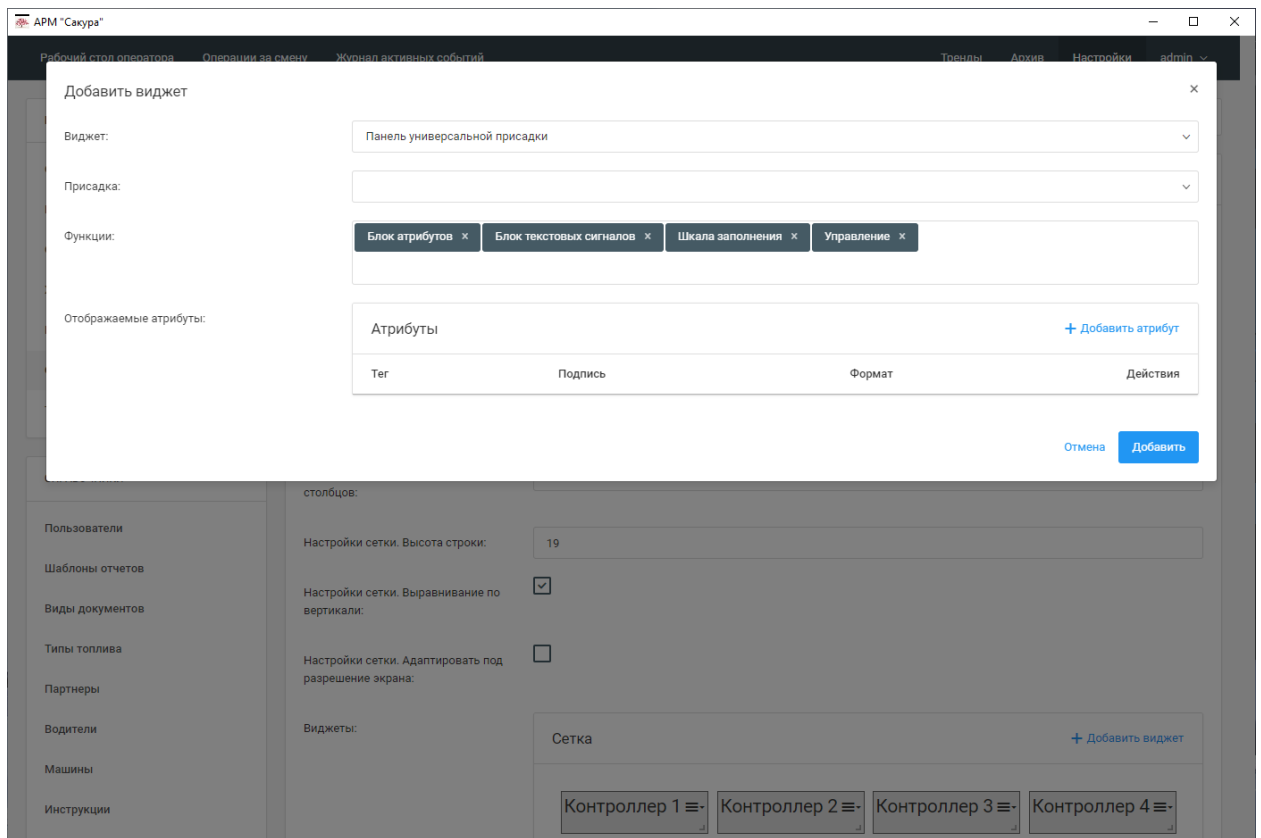 АРМ "Сакура"
Рабочий стол оператора Операции за смену Журнал активных событий Тренды Архив Настройки admin
Добавить виджет ×
Виджет: Панель универсальной присадки
Присадка:
Функции: Блок атрибутов × Блок текстовых сигналов × Шкала заполнения × Управление ×
Отображаемые атрибуты: Атрибуты + Добавить атрибут
Тег Подпись Формат Действия
Отмена Добавить
столбцов:
Пользователи
Настройки сетки. Высота строки: 19
Шаблоны отчетов
Настройки сетки. Выравнивание по
вертикали:
Виды документов
Типы топлива
Настройки сетки. Адаптировать под
разрешение экрана:
Партнеры
Водители
Виджеты: Сетка + Добавить виджет
Машины
Инструкции
Контроллер 1 Контроллер 2 Контроллер 3 Контроллер 4